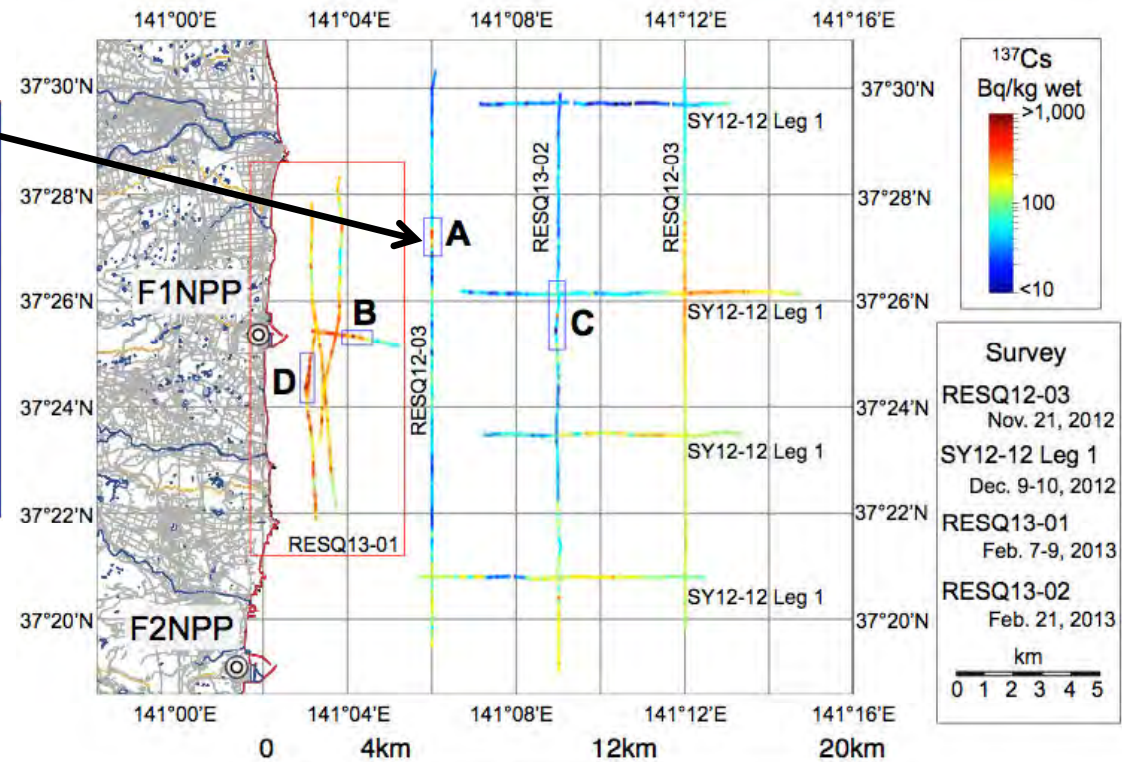 141°00'E 141°04'E 141°08'E 141°12'E 141°16'E
37°30'N
37°28'N
37°26'N
37°24'N
37°22'N
37°20'N
F1NPP
F2NPP
A
B
C
D
RESQ12-03
RESQ13-02
RESQ12-03
SY12-12 Leg 1
SY12-12 Leg 1
SY12-12 Leg 1
SY12-12 Leg 1
RESQ13-01
37°30'N
37°28'N
37°26'N
37°24'N
37°22'N
37°20'N
141°00'E 141°04'E 141°08'E 141°12'E 141°16'E
0 4km 12km 20km
¹³⁷Cs
Bq/kg wet
>1,000
100
<10
Survey
RESQ12-03
Nov. 21, 2012
SY12-12 Leg 1
Dec. 9-10, 2012
RESQ13-01
Feb. 7-9, 2013
RESQ13-02
Feb. 21, 2013
km
0 1 2 3 4 5